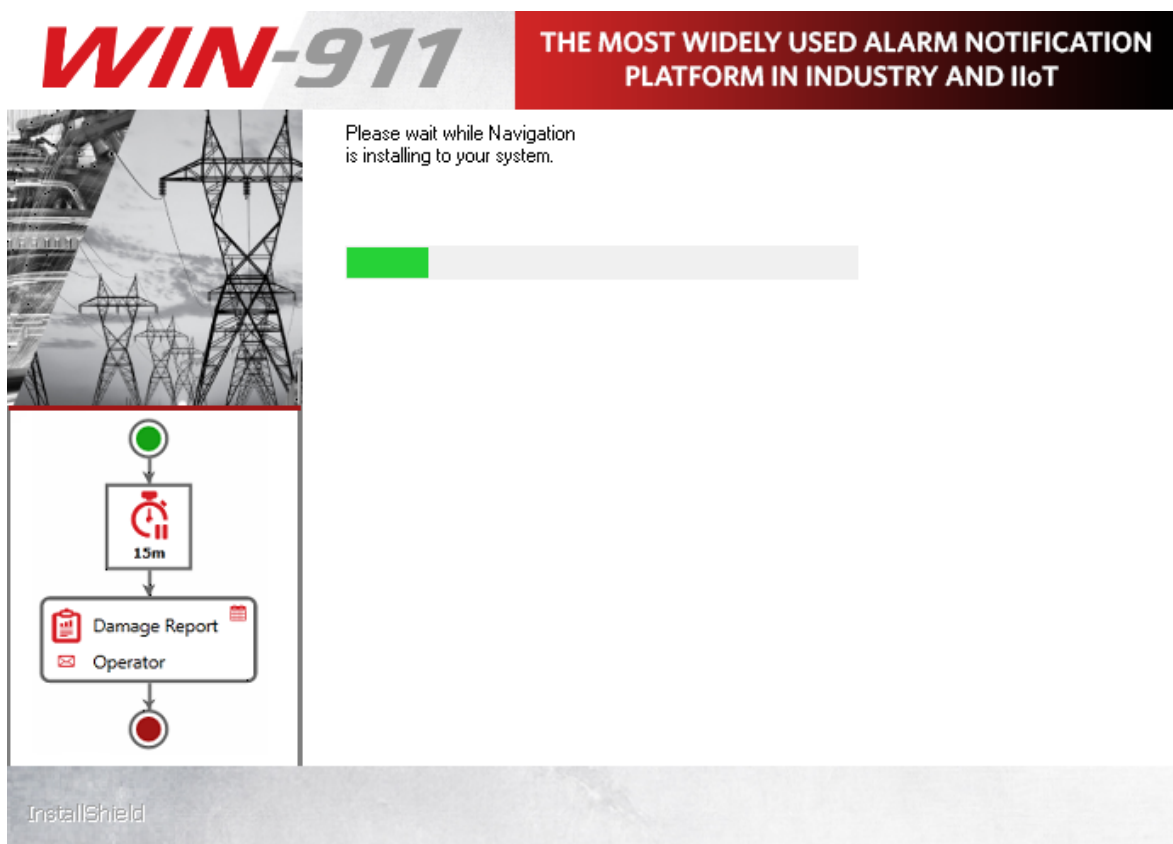 WIN-911
THE MOST WIDELY USED ALARM NOTIFICATION
PLATFORM IN INDUSTRY AND IIoT
Please wait while Navigation
is installing to your system.
15m
Damage Report
Operator
InstallShield